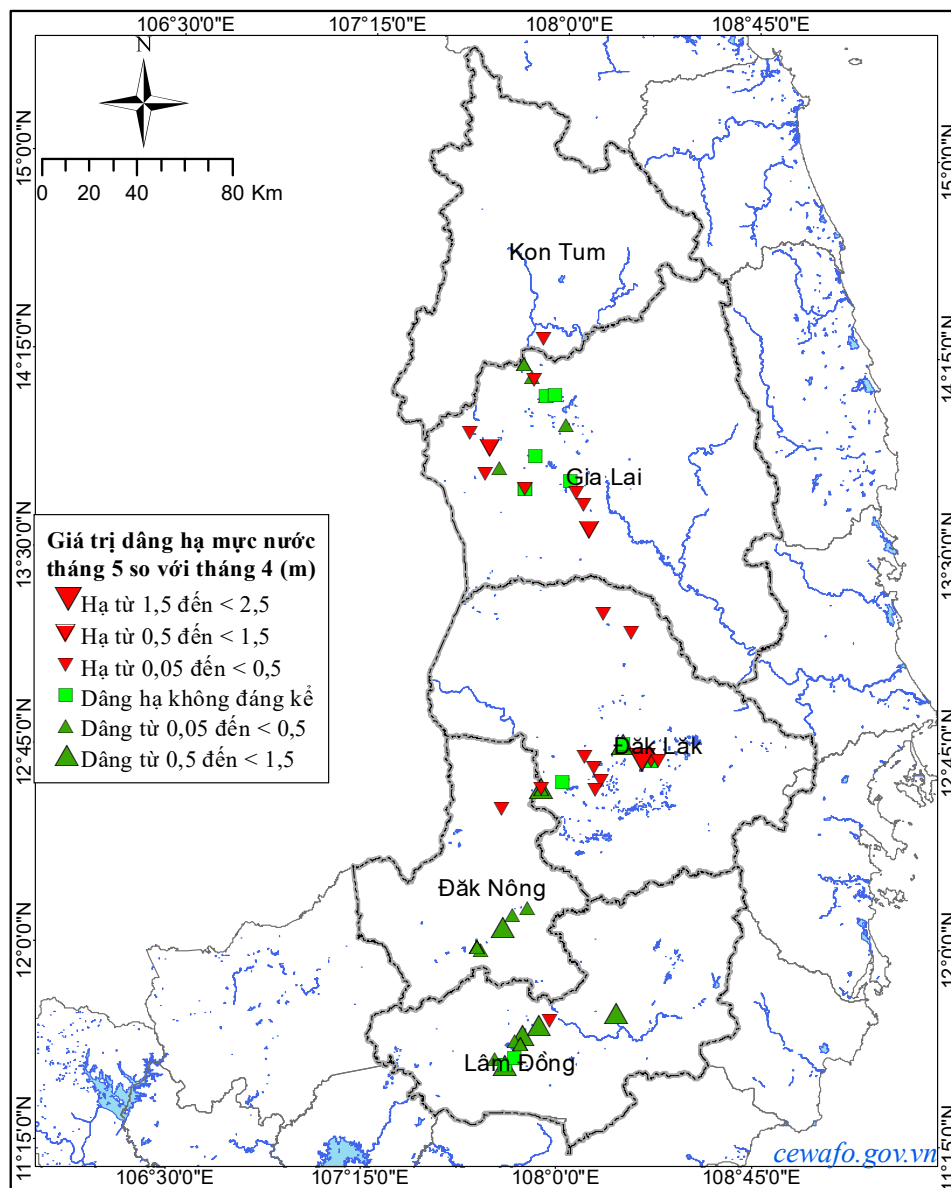 106°30'0"E 107°15'0"E 108°0'0"E 108°45'0"E
N
0 20 40 80 Km
15°0'0"N
15°0'0"N
Kon Tum
14°15'0"N
14°15'0"N
Gia Lai
13°30'0"N
13°30'0"N
Giá trị dâng hạ mực nước
tháng 5 so với tháng 4 (m)
Hạ từ 1,5 đến < 2,5
Hạ từ 0,5 đến < 1,5
Hạ từ 0,05 đến < 0,5
Dâng hạ không đáng kể
Dâng từ 0,05 đến < 0,5
Dâng từ 0,5 đến < 1,5
Đăk Lăk
12°45'0"N
12°45'0"N
Đăk Nông
12°0'0"N
12°0'0"N
Lâm Đồng
11°15'0"N
11°15'0"N
cewafo.gov.vn
106°30'0"E 107°15'0"E 108°0'0"E 108°45'0"E